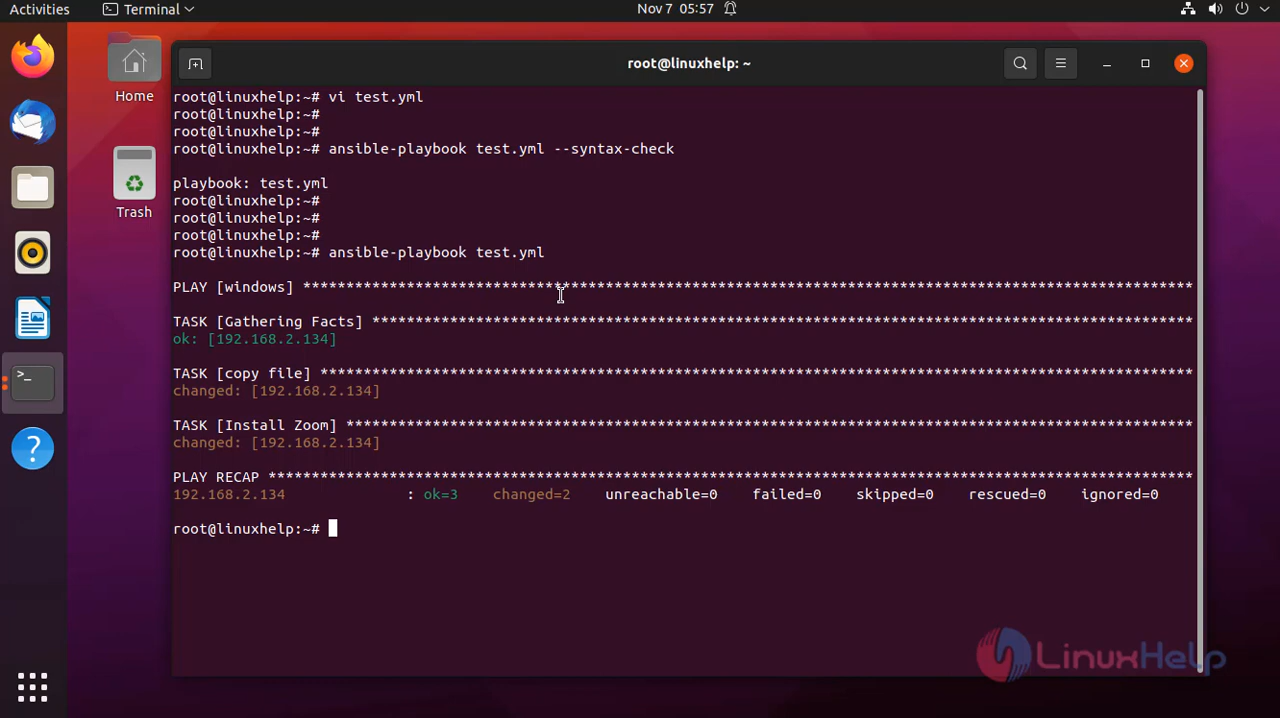 Activities
Terminal
Nov 7 05:57
Home
Trash
root@linuxhelp: ~
root@linuxhelp:~# vi test.yml
root@linuxhelp:~#
root@linuxhelp:~#
root@linuxhelp:~# ansible-playbook test.yml --syntax-check
playbook: test.yml
root@linuxhelp:~#
root@linuxhelp:~#
root@linuxhelp:~#
root@linuxhelp:~# ansible-playbook test.yml
PLAY [windows] *******************************************************************************************************
TASK [Gathering Facts] ***********************************************************************************************
ok: [192.168.2.134]
TASK [copy file] *****************************************************************************************************
changed: [192.168.2.134]
TASK [Install Zoom] **************************************************************************************************
changed: [192.168.2.134]
PLAY RECAP ***********************************************************************************************************
192.168.2.134              : ok=3    changed=2    unreachable=0    failed=0    skipped=0    rescued=0    ignored=0
root@linuxhelp:~#
LinuxHelp